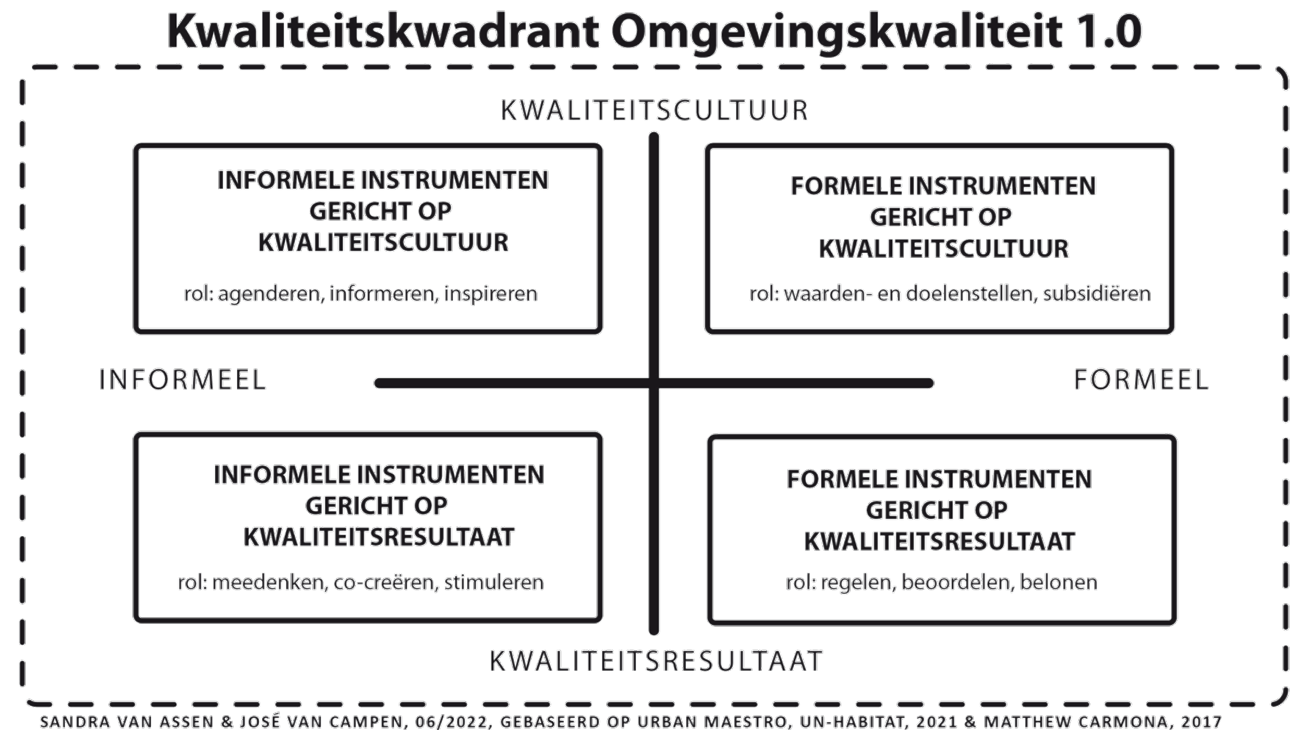 Kwaliteitskwadrant Omgevingskwaliteit 1.0
KWALITEITSCULTUUR
INFORMELE INSTRUMENTEN
GERICHT OP
KWALITEITSCULTUUR
rol: agenderen, informeren, inspireren
FORMELE INSTRUMENTEN
GERICHT OP
KWALITEITSCULTUUR
rol: waarden- en doelenstellen, subsidiëren
INFORMEEL
FORMEEL
INFORMELE INSTRUMENTEN
GERICHT OP
KWALITEITSRESULTAAT
rol: meedenken, co-creëren, stimuleren
FORMELE INSTRUMENTEN
GERICHT OP
KWALITEITSRESULTAAT
rol: regelen, beoordelen, belonen
KWALITEITSRESULTAAT
SANDRA VAN ASSEN & JOSÉ VAN CAMPEN, 06/2022, GEBASEERD OP URBAN MAESTRO, UN-HABITAT, 2021 & MATTHEW CARMONA, 2017